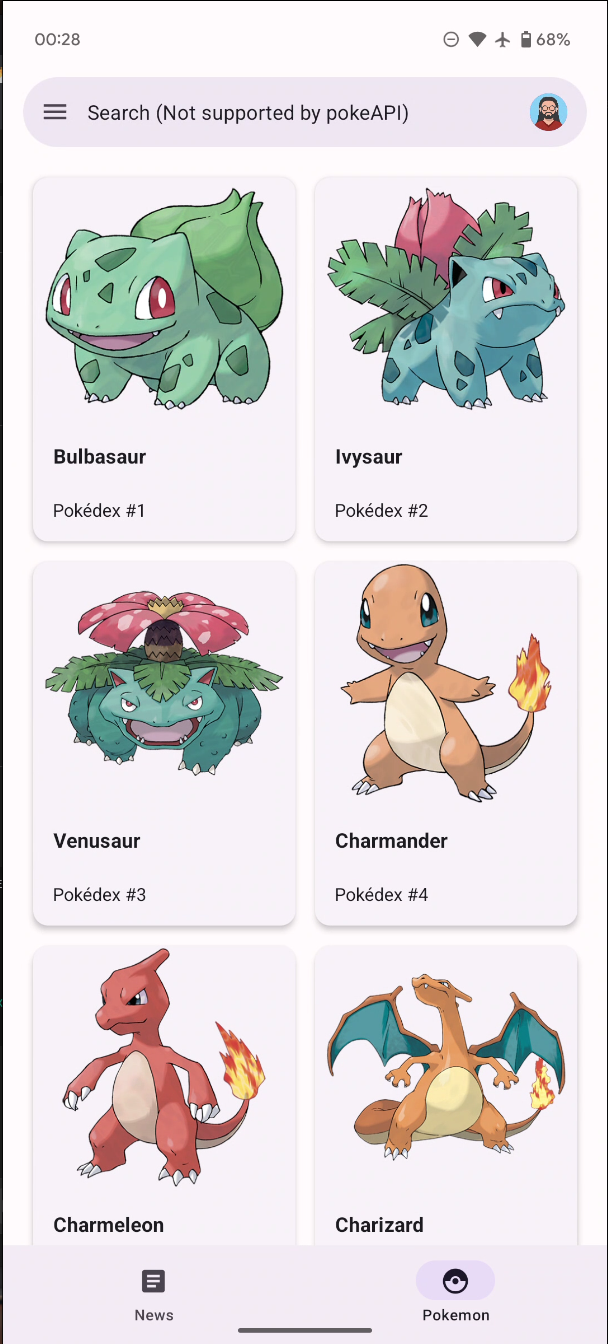 00:28
68%
Search (Not supported by pokeAPI)
Bulbasaur
Pokédex #1
Ivysaur
Pokédex #2
Venusaur
Pokédex #3
Charmander
Pokédex #4
Charmeleon
Charizard
News
Pokemon